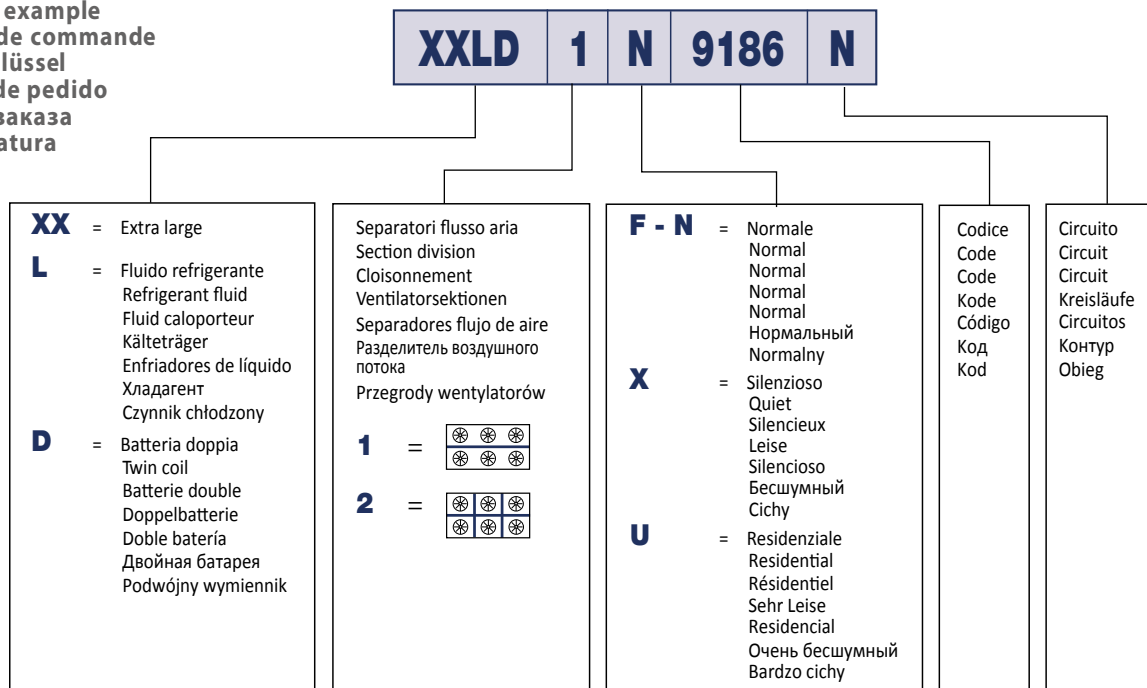 example
de commande
lüssel
de pedido
заказа
atura
XXLD 1 N 9186 N
XX = Extra large
L = Fluido refrigerante
Refrigerant fluid
Fluid caloporteur
Kälteträger
Enfriadores de líquido
Хладагент
Czynnik chłodzony
D = Batteria doppia
Twin coil
Batterie double
Doppelbatterie
Doble batería
Двойная батарея
Podwójny wymiennik
Separatori flusso aria
Section division
Cloisonnement
Ventilatorsektionen
Separadores flujo de aire
Разделитель воздушного
потока
Przegrody wentylatorów
1 =
2 =
F - N = Normale
Normal
Normal
Normal
Normal
Нормальный
Normalny
X = Silenzioso
Quiet
Silencieux
Leise
Silencioso
Бесшумный
Cichy
U = Residenziale
Residential
Résidentiel
Sehr Leise
Residencial
Очень бесшумный
Bardzo cichy
Codice
Code
Code
Kode
Código
Код
Kod
Circuito
Circuit
Circuit
Kreisläufe
Circuitos
Контур
Obieg